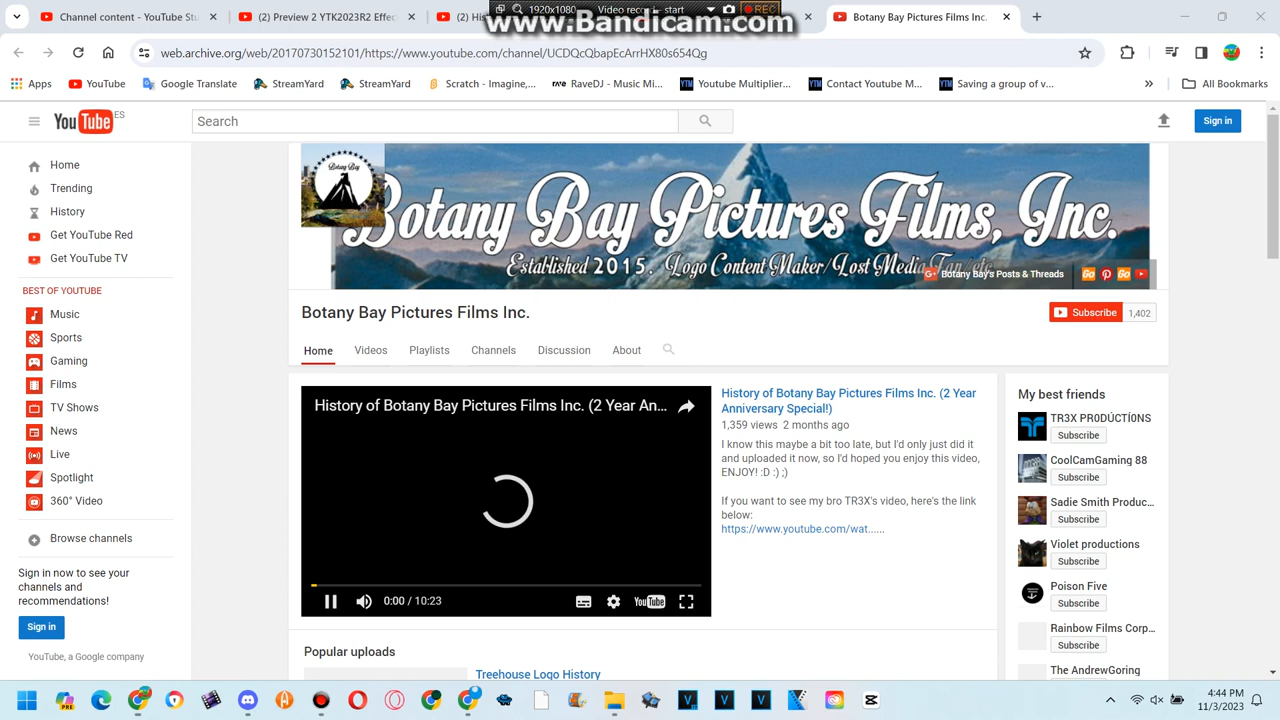 Channel content - YouTube St
(2) Preview 2 YTK2023R2 Effec
(2) Hi
1920x1080
Video
start
REC
www.Bandicam.com
Botany Bay Pictures Films Inc.
web.archive.org/web/20170730152101/https://www.youtube.com/channel/UCDQcQbapEcArrHX80s654Qg
Apps
YouTube
Google Translate
StreamYard
StreamYard
Scratch - Imagine,...
RaveDJ - Music Mi...
Youtube Multiplier...
Contact Youtube M...
Saving a group of v...
»
All Bookmarks
YouTube ES
Search
Sign in
Home
Trending
History
Get YouTube Red
Get YouTube TV
BEST OF YOUTUBE
Music
Sports
Gaming
Films
TV Shows
News
Live
Spotlight
360° Video
Browse channels
Sign in now to see your
channels and
recommendations!
Sign in
YouTube, a Google company
Botany Bay
Botany Bay Pictures Films, Inc.
Established 2015. Logo Content Maker/Lost Media Fan/etc
Botany Bay's Posts & Threads
Botany Bay Pictures Films Inc.
Subscribe 1,402
Home
Videos
Playlists
Channels
Discussion
About
History of Botany Bay Pictures Films Inc. (2 Year An...
0:00 / 10:23
YouTube
History of Botany Bay Pictures Films Inc. (2 Year
Anniversary Special!)
1,359 views 2 months ago
I know this maybe a bit too late, but I'd only just did it
and uploaded it now, so I'd hoped you enjoy this video,
ENJOY! :D :) ;)
If you want to see my bro TR3X's video, here's the link
below:
https://www.youtube.com/wat......
Popular uploads
Treehouse Logo History
My best friends
TR3X PR0DÚCTÍ0NS
Subscribe
CoolCamGaming 88
Subscribe
Sadie Smith Produc...
Subscribe
Violet productions
Subscribe
Poison Five
Subscribe
Rainbow Films Corp...
Subscribe
The AndrewGoring
4:44 PM
11/3/2023